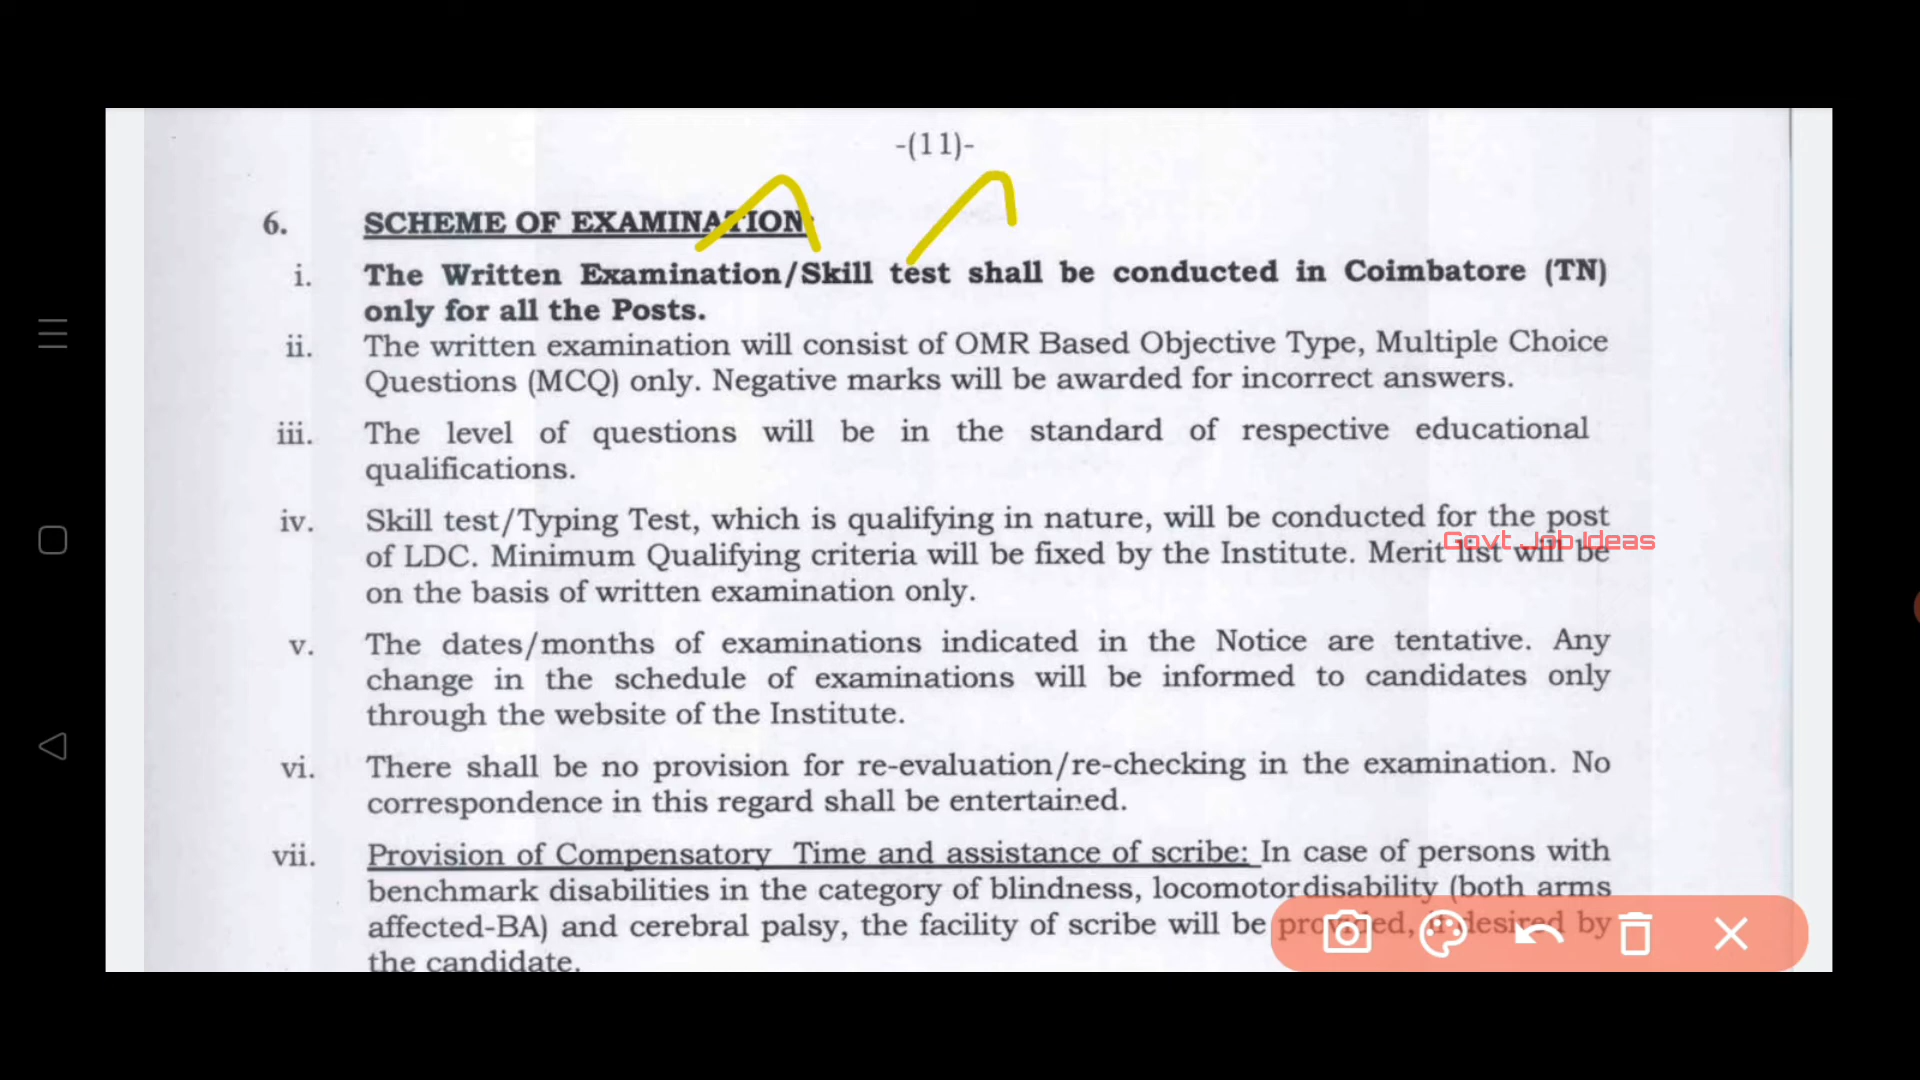 -(11)-
6. SCHEME OF EXAMINATION:
i. The Written Examination/Skill test shall be conducted in Coimbatore (TN)
only for all the Posts.
ii. The written examination will consist of OMR Based Objective Type, Multiple Choice
Questions (MCQ) only. Negative marks will be awarded for incorrect answers.
iii. The level of questions will be in the standard of respective educational
qualifications.
iv. Skill test/Typing Test, which is qualifying in nature, will be conducted for the post
Govt Job Ideas
of LDC. Minimum Qualifying criteria will be fixed by the Institute. Merit list will be
on the basis of written examination only.
v. The dates/months of examinations indicated in the Notice are tentative. Any
change in the schedule of examinations will be informed to candidates only
through the website of the Institute.
vi. There shall be no provision for re-evaluation/re-checking in the examination. No
correspondence in this regard shall be entertained.
vii. Provision of Compensatory Time and assistance of scribe: In case of persons with
benchmark disabilities in the category of blindness, locomotor disability (both arms
affected-BA) and cerebral palsy, the facility of scribe will be provided, if desired by
the candidate.